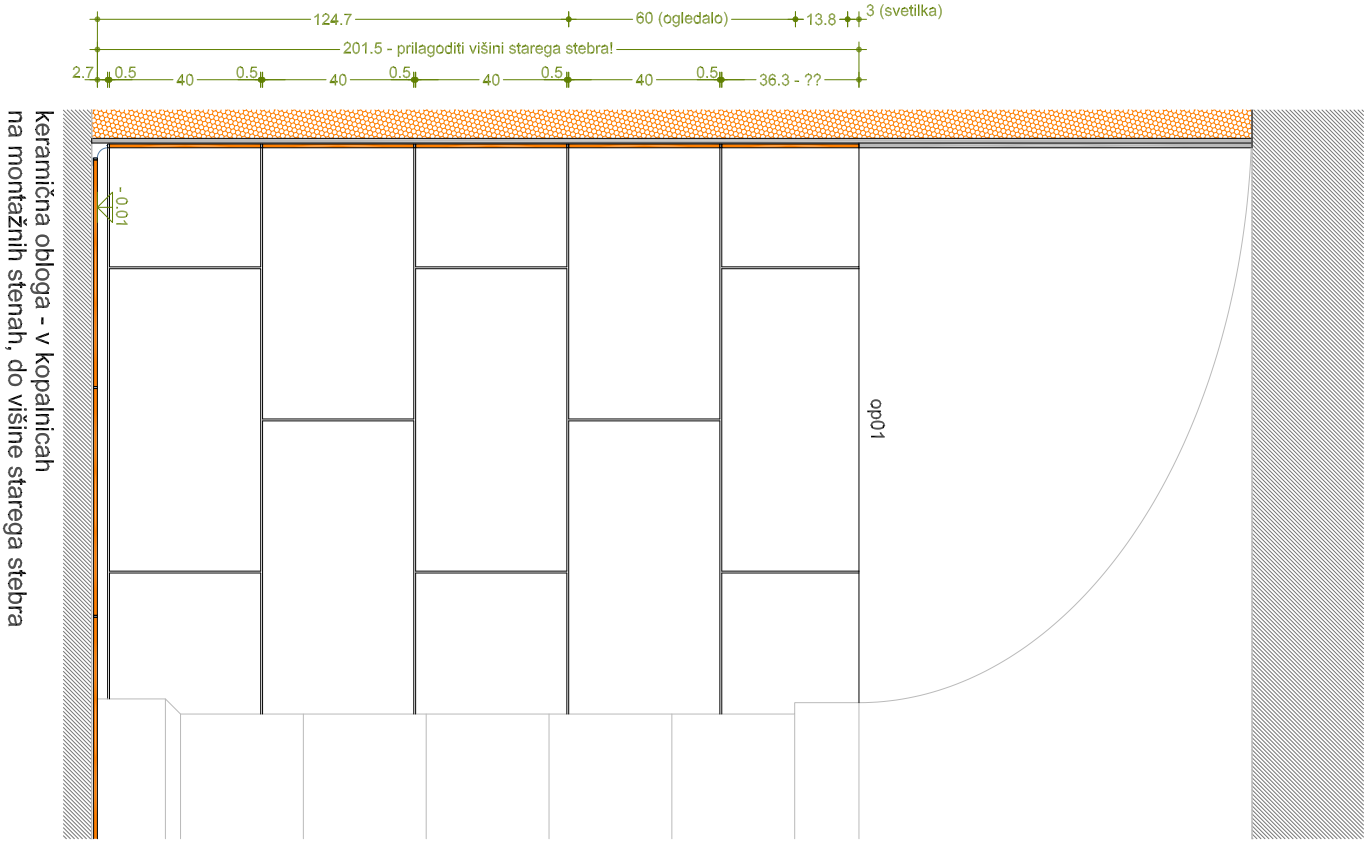 124.7
60 (ogledalo)
13.8
3 (svetilka)
201.5 - prilagoditi višini starega stebra!
2.7
0.5
40
0.5
40
0.5
40
0.5
40
0.5
36.3 - ??
- 0.01
op01
keramična obloga - v kopalnicah
na montažnih stenah, do višine starega stebra